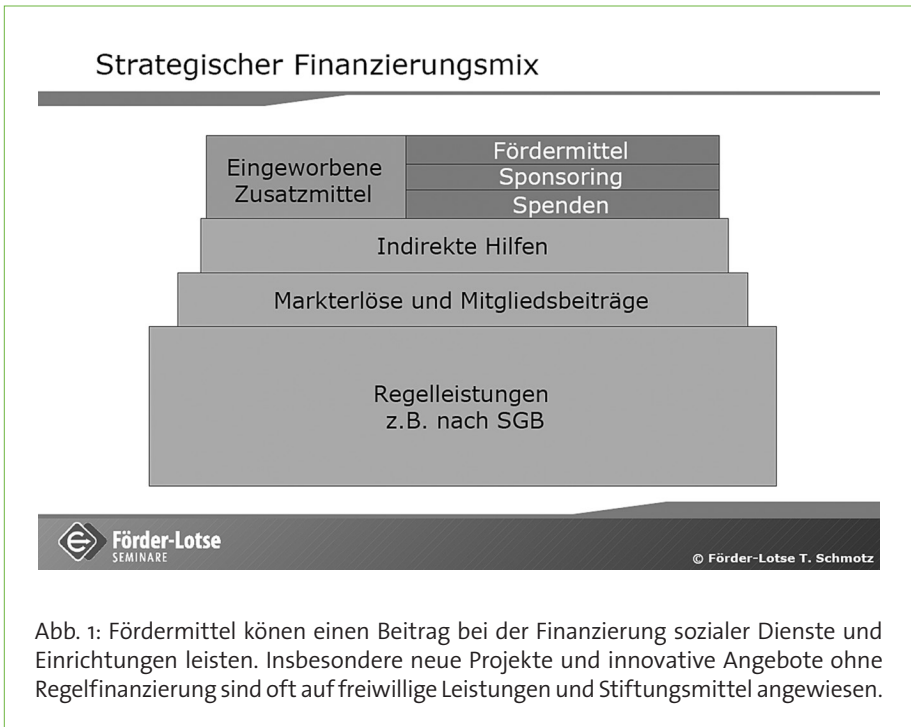 Strategischer Finanzierungsmix
Eingeworbene
Zusatzmittel
Fördermittel
Sponsoring
Spenden
Indirekte Hilfen
Markterlöse und Mitgliedsbeiträge
Regelleistungen
z.B. nach SGB
Förder-Lotse
SEMINARE
© Förder-Lotse T. Schmotz
Abb. 1: Fördermittel könen einen Beitrag bei der Finanzierung sozialer Dienste und
Einrichtungen leisten. Insbesondere neue Projekte und innovative Angebote ohne
Regelfinanzierung sind oft auf freiwillige Leistungen und Stiftungsmittel angewiesen.